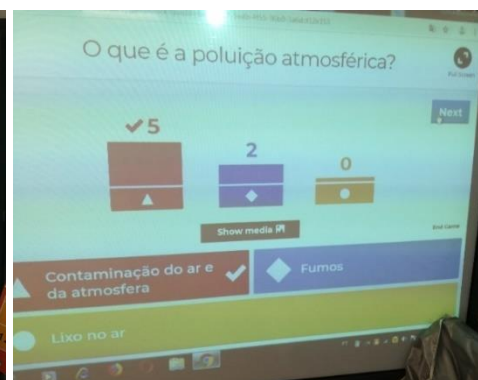 O que é a poluição atmosférica?
Next
5
2
0
Show media
End game
Contaminação do ar e
da atmosfera
Fumos
Lixo no ar